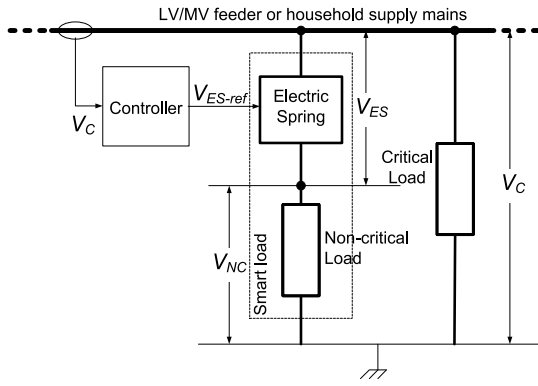 LV/MV feeder or household supply mains
Controller
V_C
V_ES-ref
Electric
Spring
V_ES
Critical
Load
V_C
V_NC
Smart load
Non-critical
Load